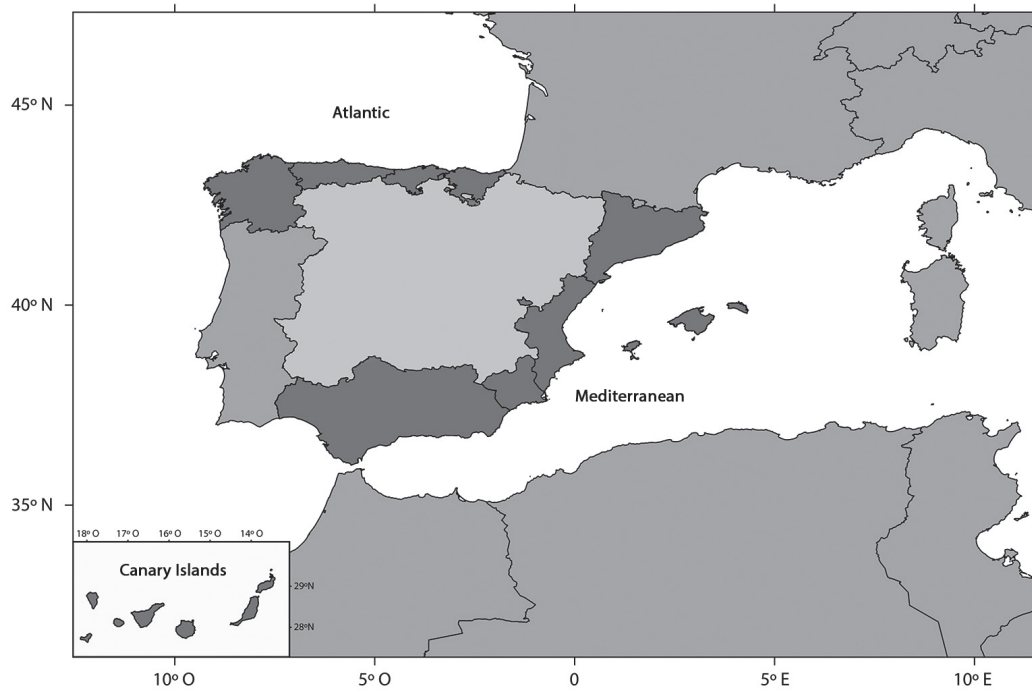 45º N
Atlantic
40º N
Mediterranean
35º N
18º O 17º O 16º O 15º O 14º O
Canary Islands
29ºN
28ºN
10º O 5º O 0 5º E 10º E